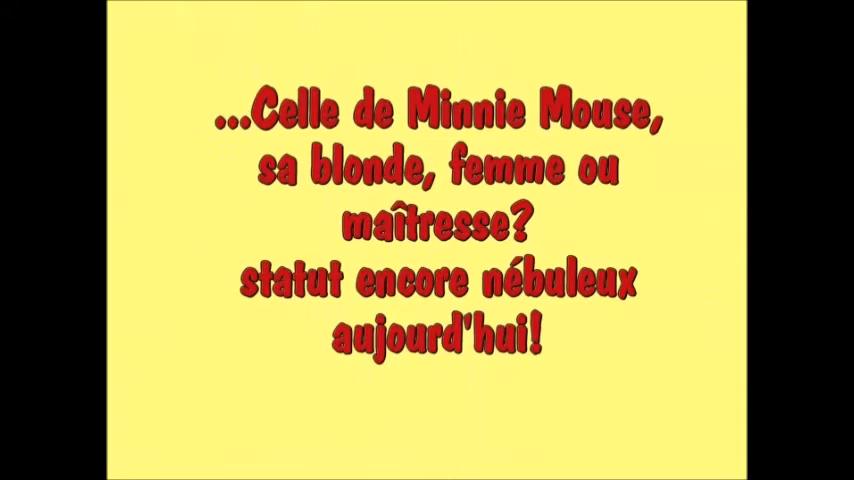 ...Celle de Minnie Mouse,
sa blonde, femme ou
maîtresse?
statut encore nébuleux
aujourd'hui!